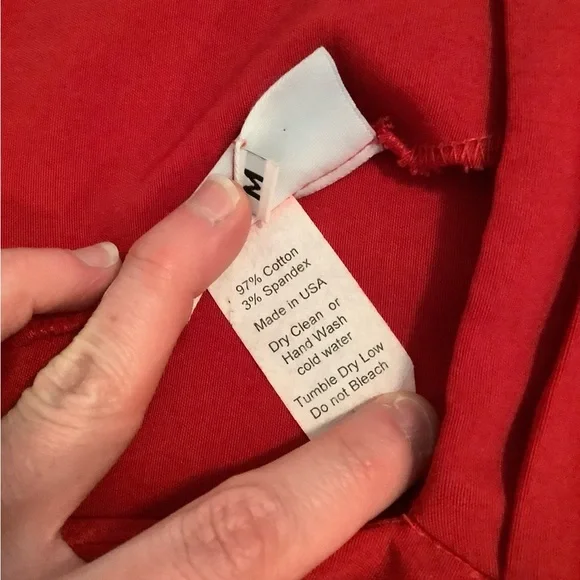 M
97% Cotton
3% Spandex
Made in USA
Dry Clean or
Hand Wash
cold water
Tumble Dry Low
Do not Bleach